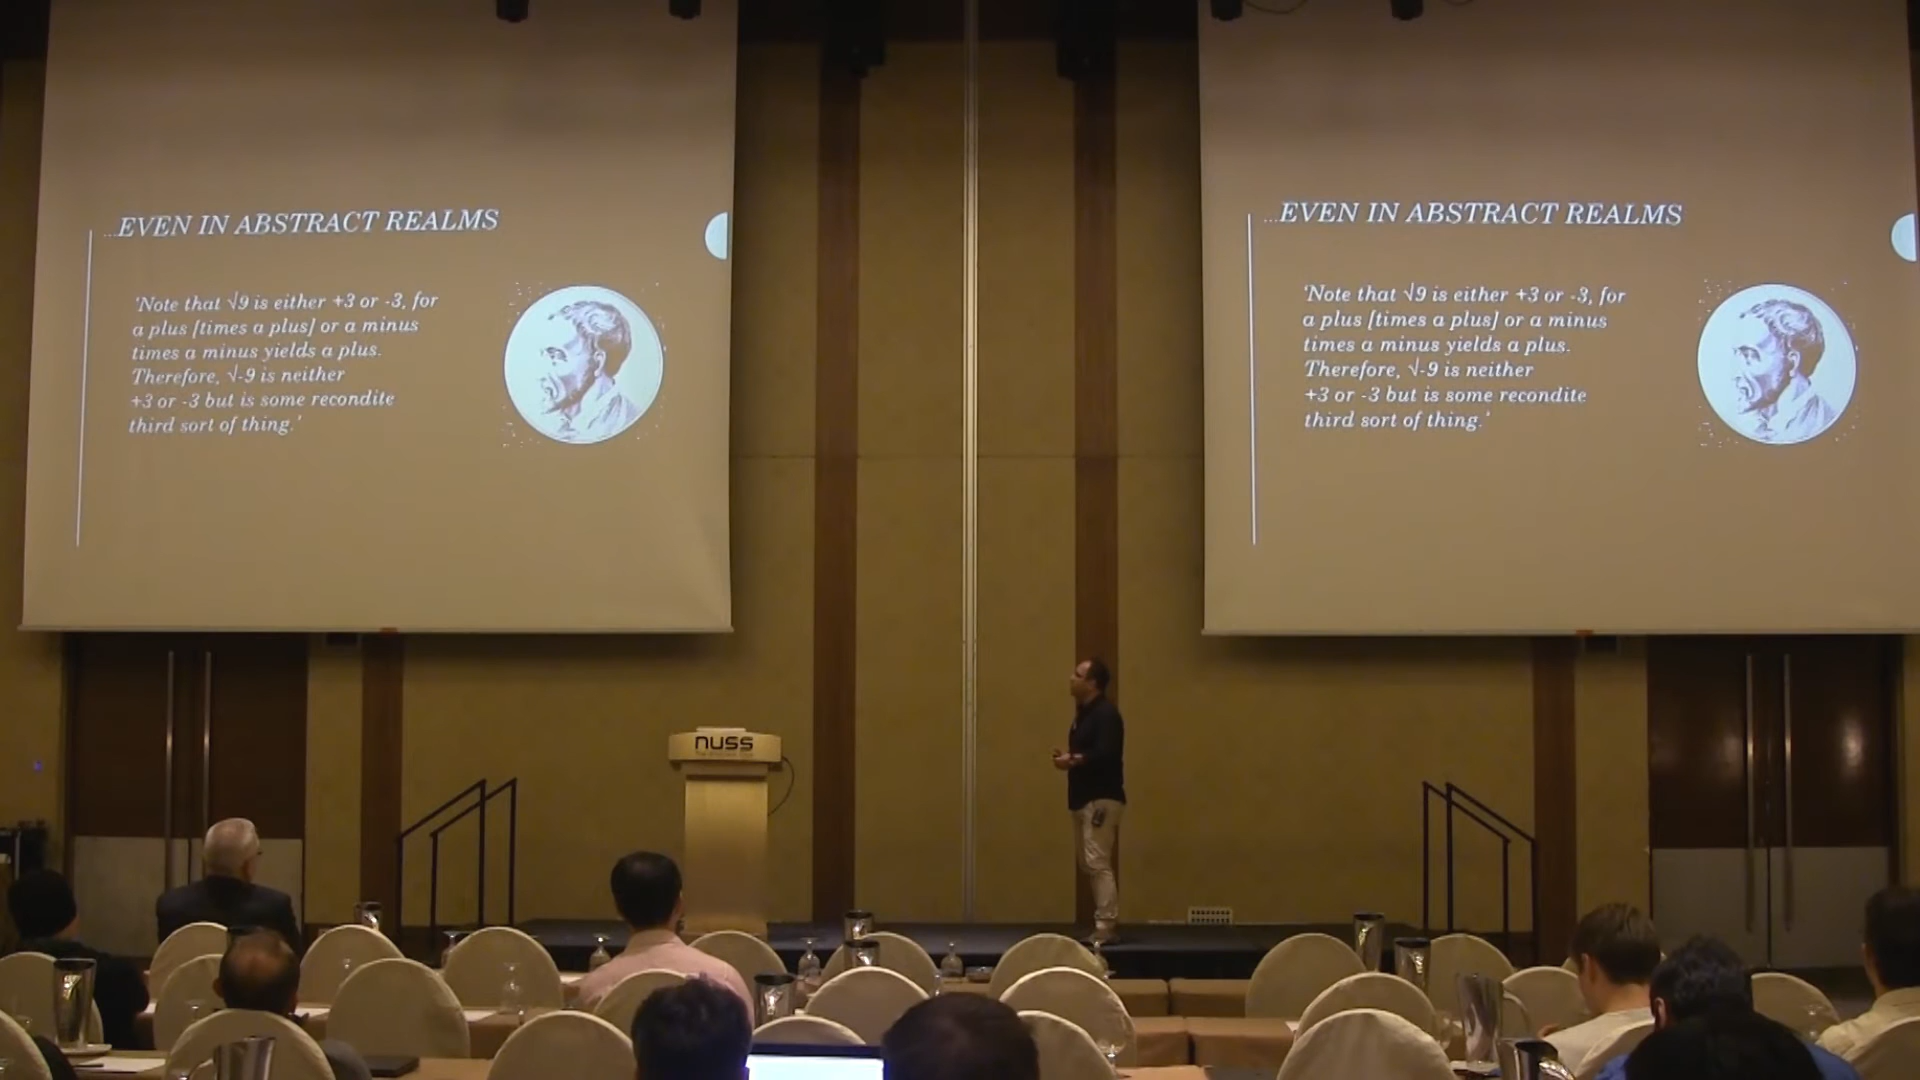 ...EVEN IN ABSTRACT REALMS
'Note that √9 is either +3 or -3, for
a plus [times a plus] or a minus
times a minus yields a plus.
Therefore, √-9 is neither
+3 or -3 but is some recondite
third sort of thing.'
...EVEN IN ABSTRACT REALMS
'Note that √9 is either +3 or -3, for
a plus [times a plus] or a minus
times a minus yields a plus.
Therefore, √-9 is neither
+3 or -3 but is some recondite
third sort of thing.'
nuss